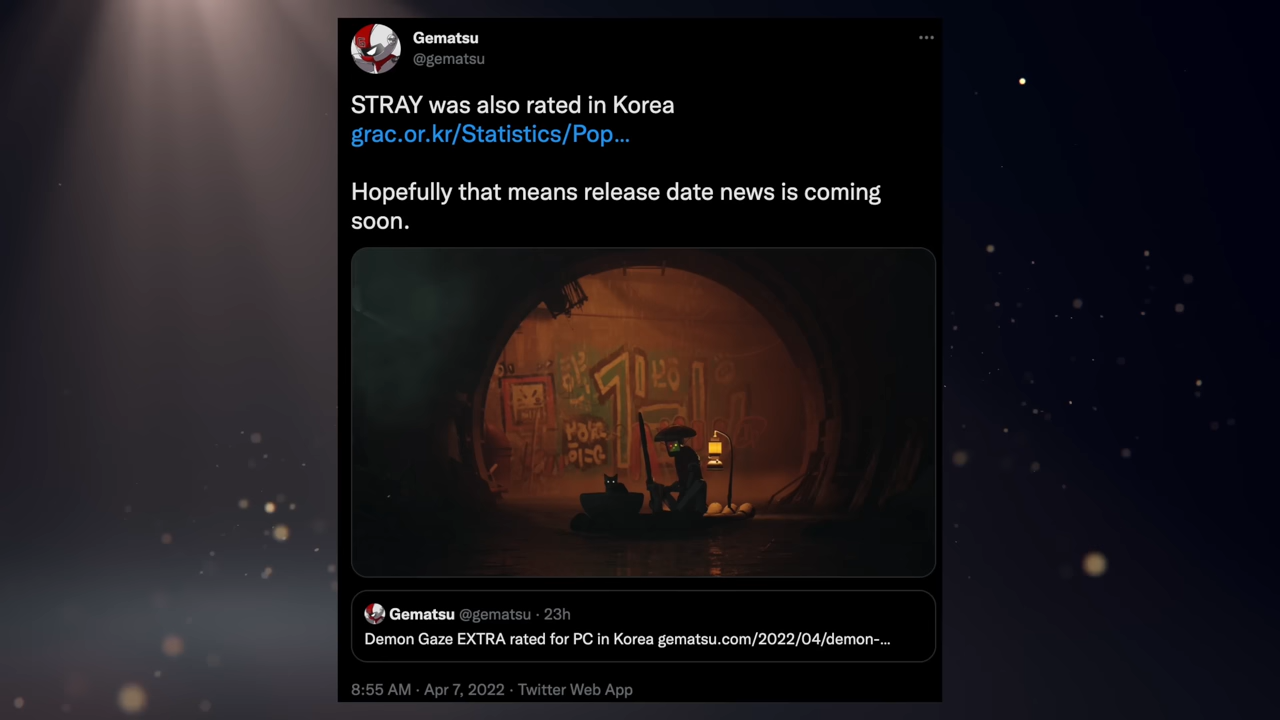 Gematsu
@gematsu
STRAY was also rated in Korea
grac.or.kr/Statistics/Pop...
Hopefully that means release date news is coming
soon.
Gematsu @gematsu · 23h
Demon Gaze EXTRA rated for PC in Korea gematsu.com/2022/04/demon-...
8:55 AM · Apr 7, 2022 · Twitter Web App